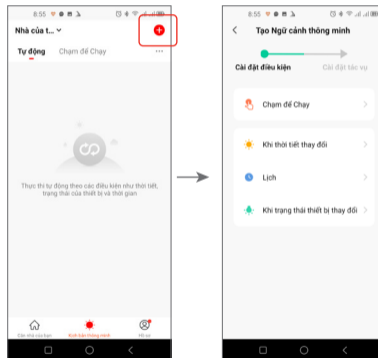 8:55
Nhà của t...
Tự động Chạm để Chạy ...
Thực thi tự động theo các điều kiện như thời tiết,
trạng thái của thiết bị và thời gian
Căn nhà của bạn Kịch bản thông minh Hồ sơ
8:55
Tạo Ngữ cảnh thông minh
Cài đặt điều kiện Cài đặt tác vụ
Chạm để Chạy
Khi thời tiết thay đổi
Lịch
Khi trạng thái thiết bị thay đổi